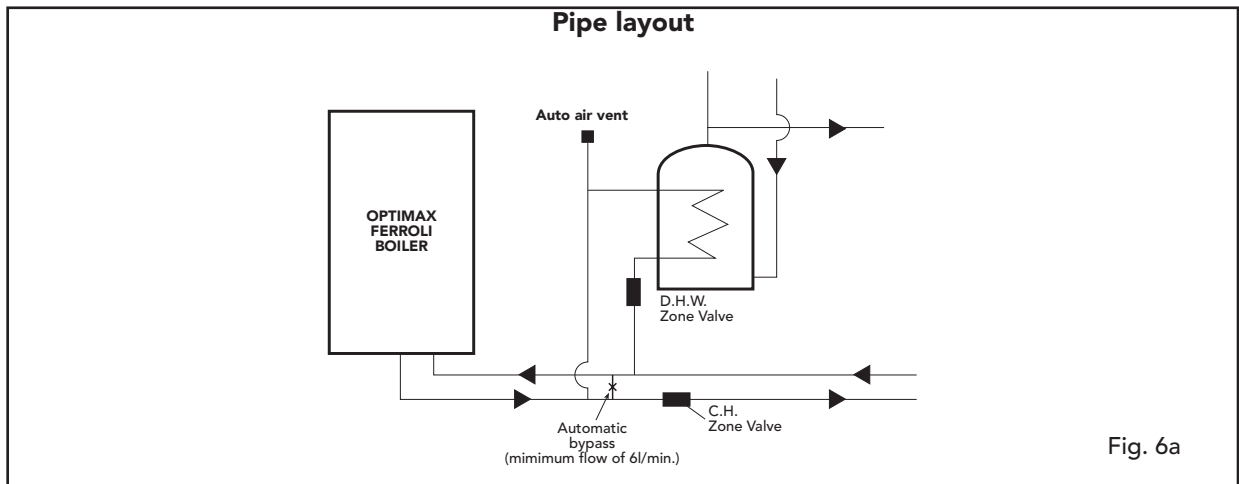 Pipe layout
Auto air vent
OPTIMAX
FERROLI
BOILER
D.H.W.
Zone Valve
C.H.
Zone Valve
Automatic
bypass
(mimimum flow of 6l/min.)
Fig. 6a